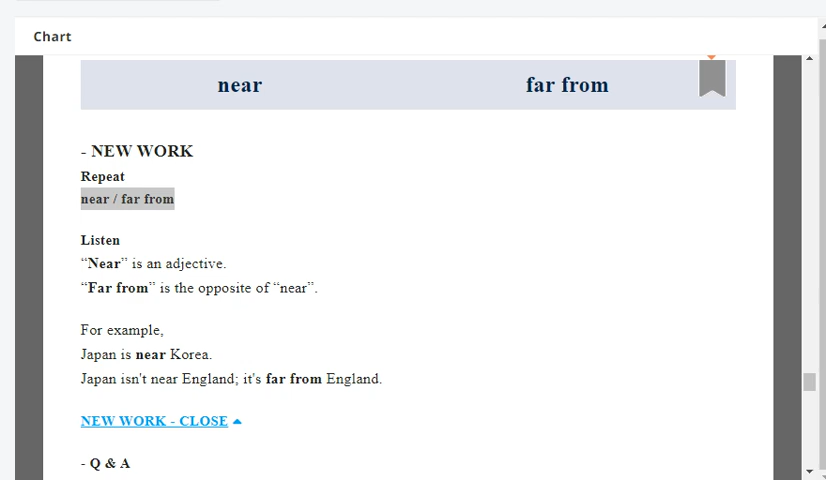 Chart
near far from
- NEW WORK
Repeat
near / far from
Listen
“Near” is an adjective.
“Far from” is the opposite of “near”.
For example,
Japan is near Korea.
Japan isn't near England; it's far from England.
NEW WORK - CLOSE
- Q & A